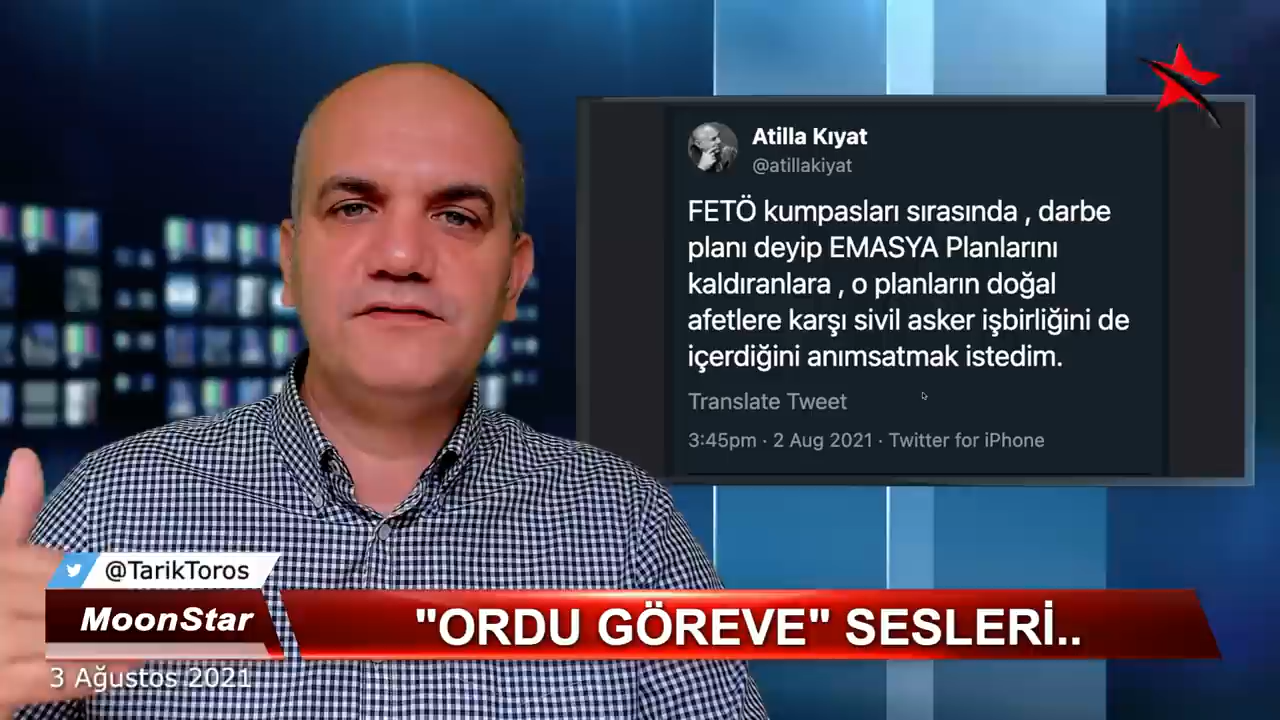 Atilla Kıyat
@atillakiyat
FETÖ kumpasları sırasında , darbe
planı deyip EMASYA Planlarını
kaldıranlara , o planların doğal
afetlere karşı sivil asker işbirliğini de
içerdiğini anımsatmak istedim.
Translate Tweet
3:45pm · 2 Aug 2021 · Twitter for iPhone
@TarikToros
MoonStar
"ORDU GÖREVE" SESLERİ..
3 Ağustos 2021